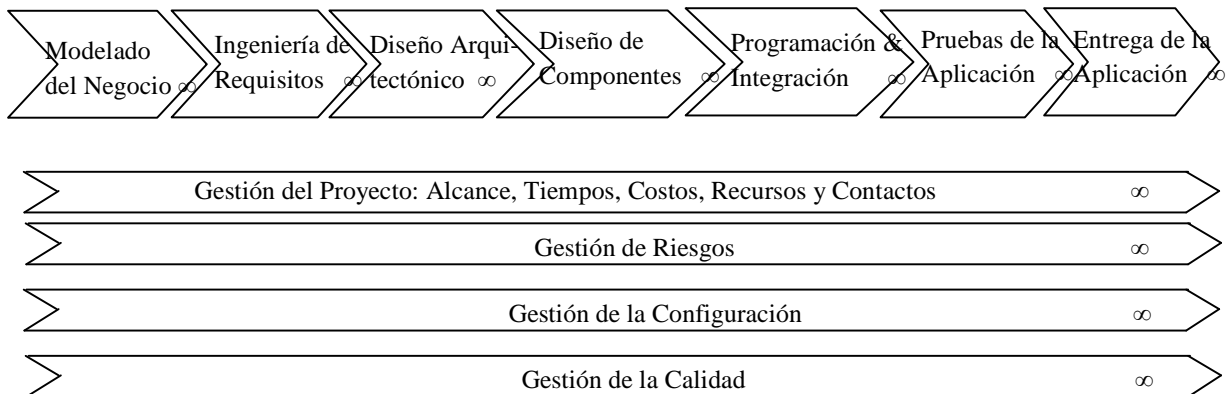 Modelado
del Negocio ∞
Ingeniería de
Requisitos ∞
Diseño Arqui-
tectónico ∞
Diseño de
Componentes ∞
Programación &
Integración ∞
Pruebas de la
Aplicación ∞
Entrega de la
Aplicación ∞
Gestión del Proyecto: Alcance, Tiempos, Costos, Recursos y Contactos ∞
Gestión de Riesgos ∞
Gestión de la Configuración ∞
Gestión de la Calidad ∞